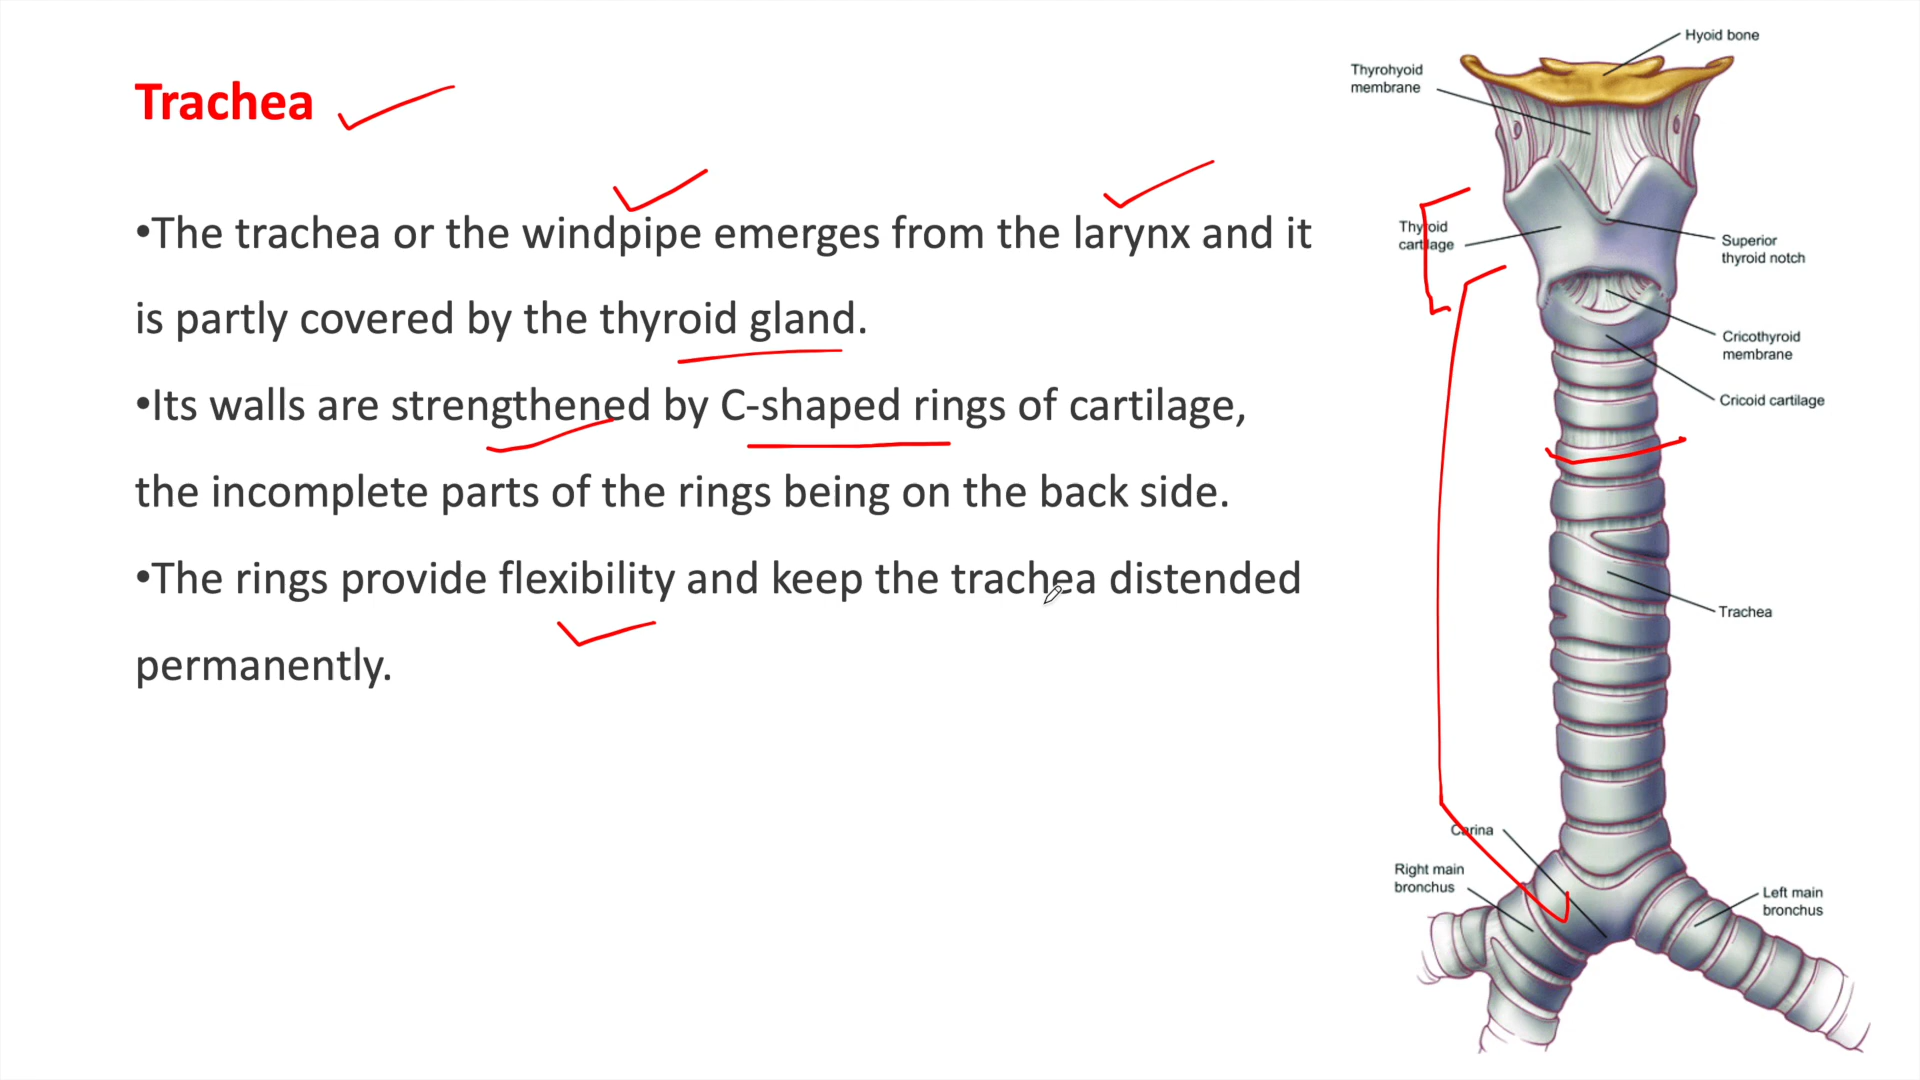 Trachea
•The trachea or the windpipe emerges from the larynx and it
is partly covered by the thyroid gland.
•Its walls are strengthened by C-shaped rings of cartilage,
the incomplete parts of the rings being on the back side.
•The rings provide flexibility and keep the trachea distended
permanently.
Hyoid bone
Thyrohyoid
membrane
Thyroid
cartilage
Superior
thyroid notch
Cricothyroid
membrane
Cricoid cartilage
Trachea
Carina
Right main
bronchus
Left main
bronchus